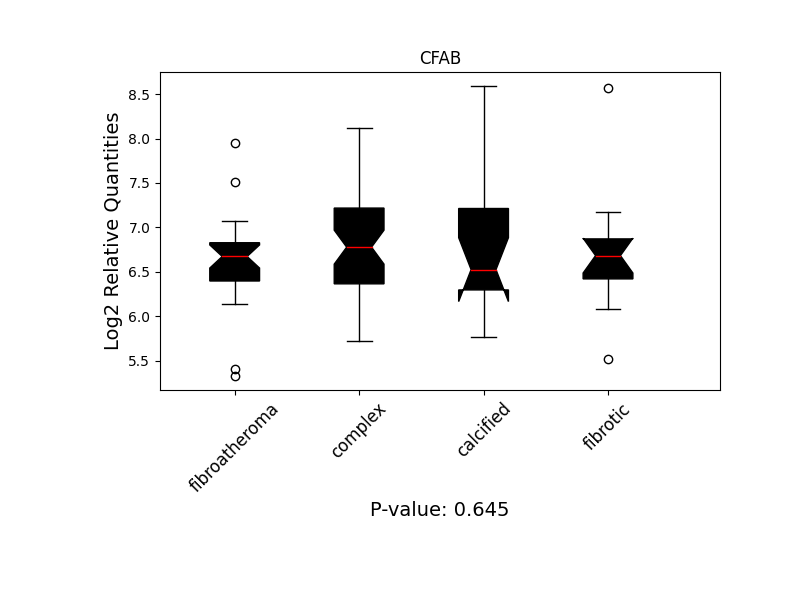 CFAB
Log2 Relative Quantities
8.5
8.0
7.5
7.0
6.5
6.0
5.5
fibroatheroma
complex
calcified
fibrotic
P-value: 0.645